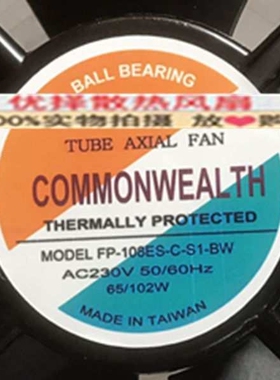 BALL BEARING
优择散热风扇
100%实物拍摄 放❤购
TUBE AXIAL FAN
COMMONWEALTH
THERMALLY PROTECTED
MODEL FP-108ES-C-S1-BW
AC230V 50/60Hz
65/102W
MADE IN TAIWAN